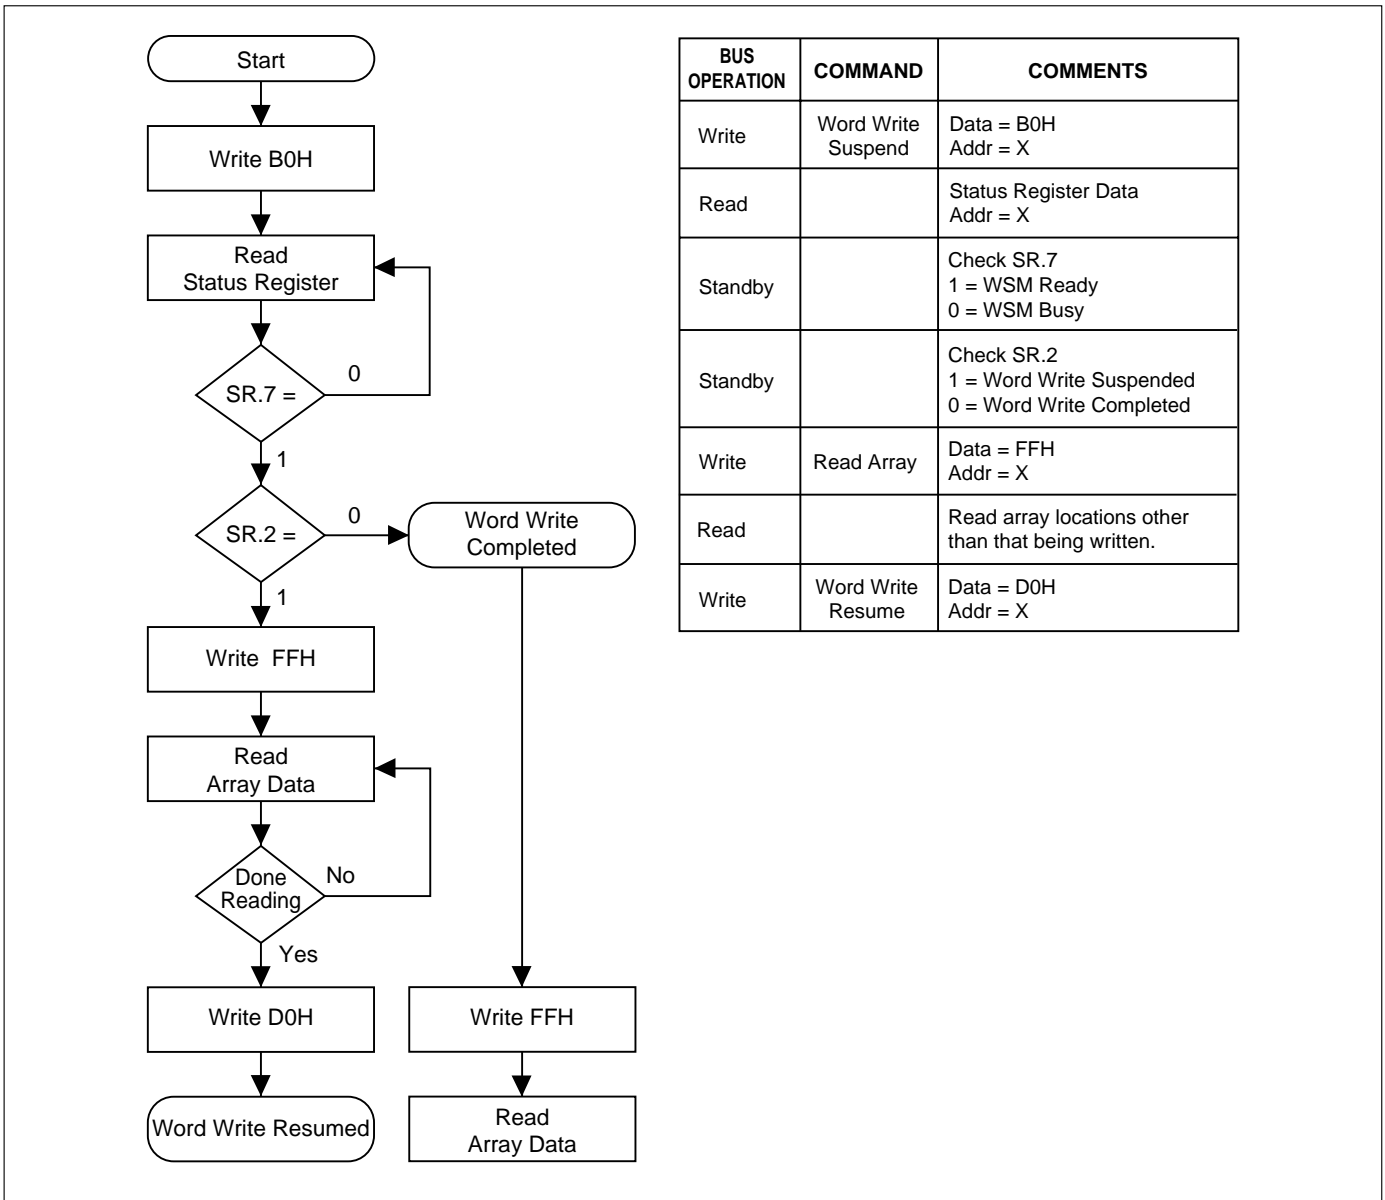 Start
Write B0H
Read
Status Register
SR.7 =
0
1
SR.2 =
0
1
Word Write
Completed
Write FFH
Read
Array Data
Done
Reading
No
Yes
Write D0H
Word Write Resumed
Write FFH
Read
Array Data
BUS
OPERATION
COMMAND
COMMENTS
Write
Word Write
Suspend
Data = B0H
Addr = X
Read
Status Register Data
Addr = X
Standby
Check SR.7
1 = WSM Ready
0 = WSM Busy
Standby
Check SR.2
1 = Word Write Suspended
0 = Word Write Completed
Write
Read Array
Data = FFH
Addr = X
Read
Read array locations other
than that being written.
Write
Word Write
Resume
Data = D0H
Addr = X